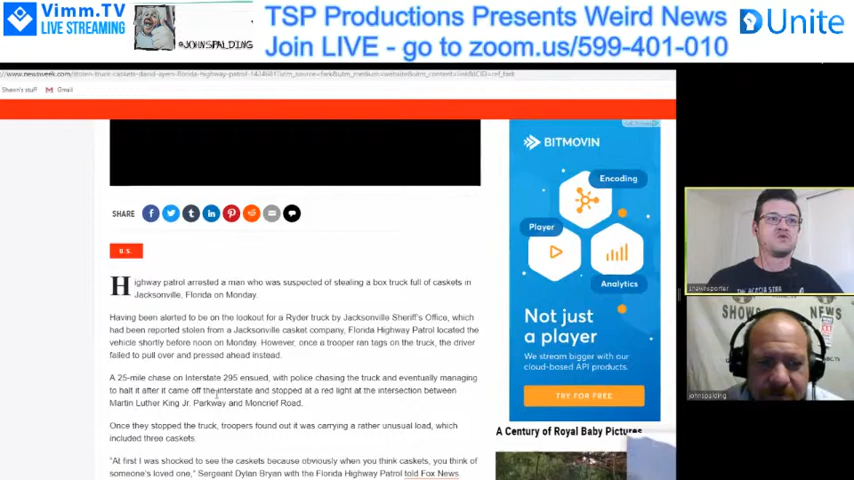 Vimm.TV
LIVE STREAMING
@JOHNSPALDING
TSP Productions Presents Weird News
Join LIVE - go to zoom.us/599-401-010
Unite
Shawn's stuff
Gmail
SHARE
U.S.
Highway patrol arrested a man who was suspected of stealing a box truck full of caskets in
Jacksonville, Florida on Monday.
Having been alerted to be on the lookout for a Ryder truck by Jacksonville Sheriff's Office, which
had been reported stolen from a Jacksonville casket company, Florida Highway Patrol located the
vehicle shortly before noon on Monday. However, once a trooper ran tags on the truck, the driver
failed to pull over and pressed ahead instead.
A 25-mile chase on Interstate 295 ensued, with police chasing the truck and eventually managing
to halt it after it came off the interstate and stopped at a red light at the intersection between
Martin Luther King Jr. Parkway and Moncrief Road.
Once they stopped the truck, troopers found out it was carrying a rather unusual load, which
included three caskets.
"At first I was shocked to see the caskets because obviously when you think caskets, you think of
someone's loved one," Sergeant Dylan Bryan with the Florida Highway Patrol told Fox News.
BITMOVIN
Encoding
Player
Analytics
Not just
a player
We stream bigger with our
cloud-based API products.
TRY FOR FREE
A Century of Royal Baby Pictures
shawnsporter
THE ACACIA STRA
SHOWS
NEWS
johnspalding